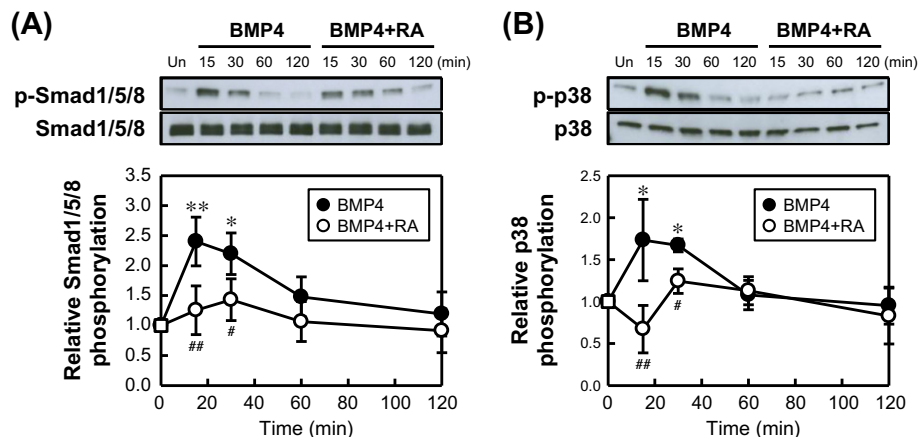 (A)
BMP4 BMP4+RA
Un 15 30 60 120 15 30 60 120 (min)
p-Smad1/5/8
Smad1/5/8
Relative Smad1/5/8
phosphorylation
3.5
3.0
2.5
2.0
1.5
1.0
0.5
0.0
** *
## #
BMP4
BMP4+RA
0 20 40 60 80 100 120
Time (min)
(B)
BMP4 BMP4+RA
Un 15 30 60 120 15 30 60 120 (min)
p-p38
p38
Relative p38
phosphorylation
2.5
2.0
1.5
1.0
0.5
0.0
* *
## #
BMP4
BMP4+RA
0 20 40 60 80 100 120
Time (min)